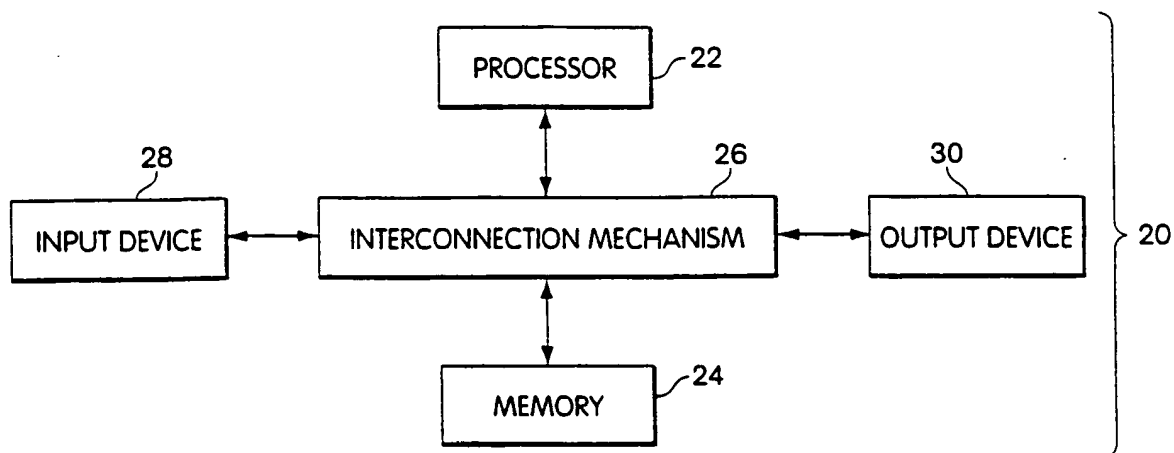 PROCESSOR
22
28
26
30
INPUT DEVICE
INTERCONNECTION MECHANISM
OUTPUT DEVICE
20
MEMORY
24